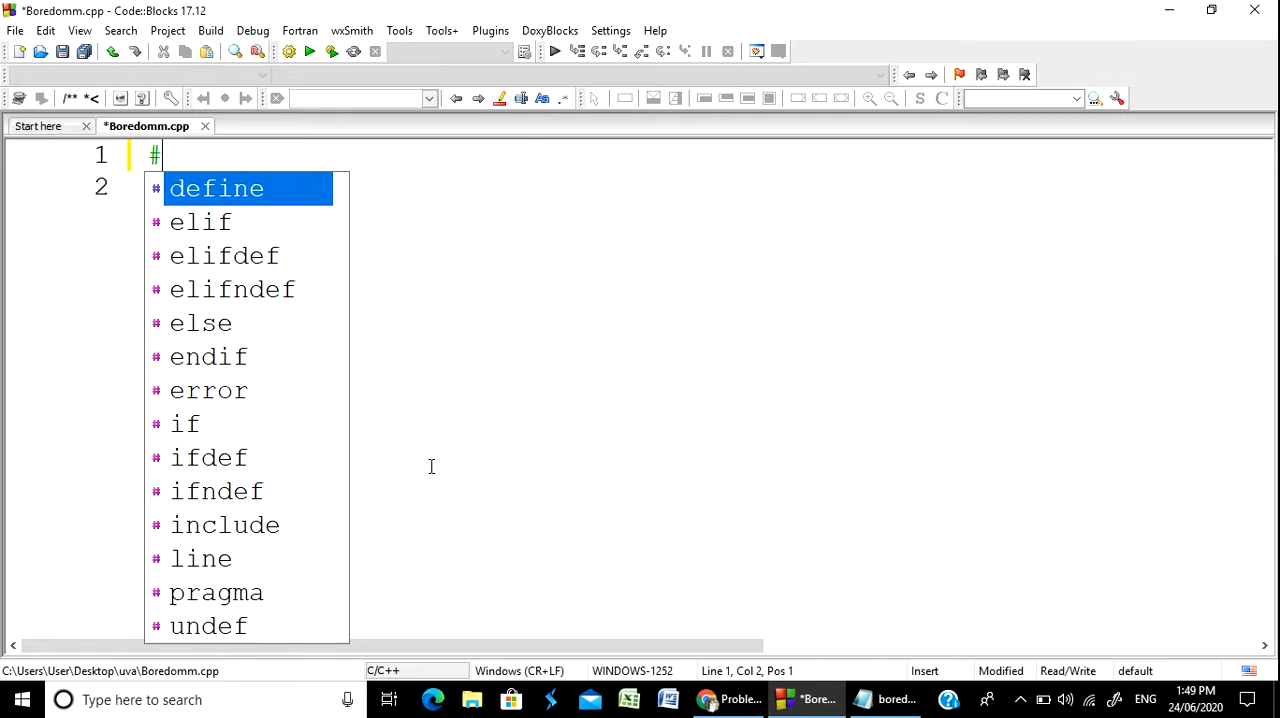 *Boredomm.cpp - Code::Blocks 17.12
File Edit View Search Project Build Debug Fortran wxSmith Tools Tools+ Plugins DoxyBlocks Settings Help
/** *<
S C
Start here *Boredomm.cpp
1 #
2
# define
# elif
# elifdef
# elifndef
# else
# endif
# error
# if
# ifdef
# ifndef
# include
# line
# pragma
# undef
C:\Users\User\Desktop\uva\Boredomm.cpp C/C++ Windows (CR+LF) WINDOWS-1252 Line 1, Col 2, Pos 1 Insert Modified Read/Write default
Type here to search Proble... *Bore... bored... ENG 1:49 PM
24/06/2020